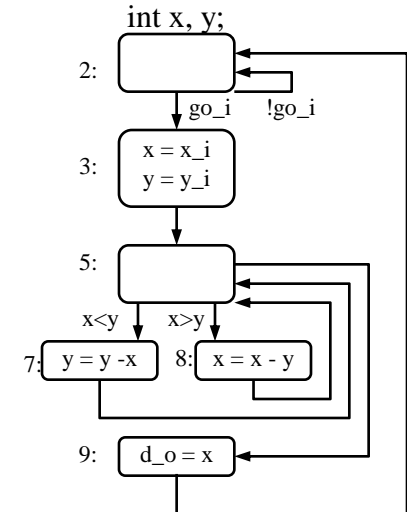 int x, y;
2:
go_i !go_i
3:
x = x_i
y = y_i
5:
x<y x>y
7: y = y -x 8: x = x - y
9: d_o = x